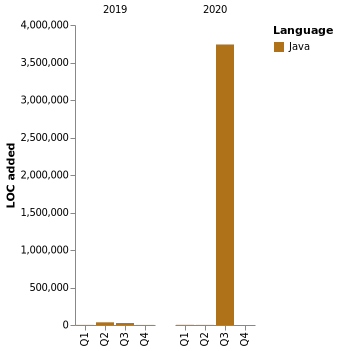 2019
2020
Language
Java
LOC added
4,000,000
3,500,000
3,000,000
2,500,000
2,000,000
1,500,000
1,000,000
500,000
0
Q1 Q2 Q3 Q4
Q1 Q2 Q3 Q4